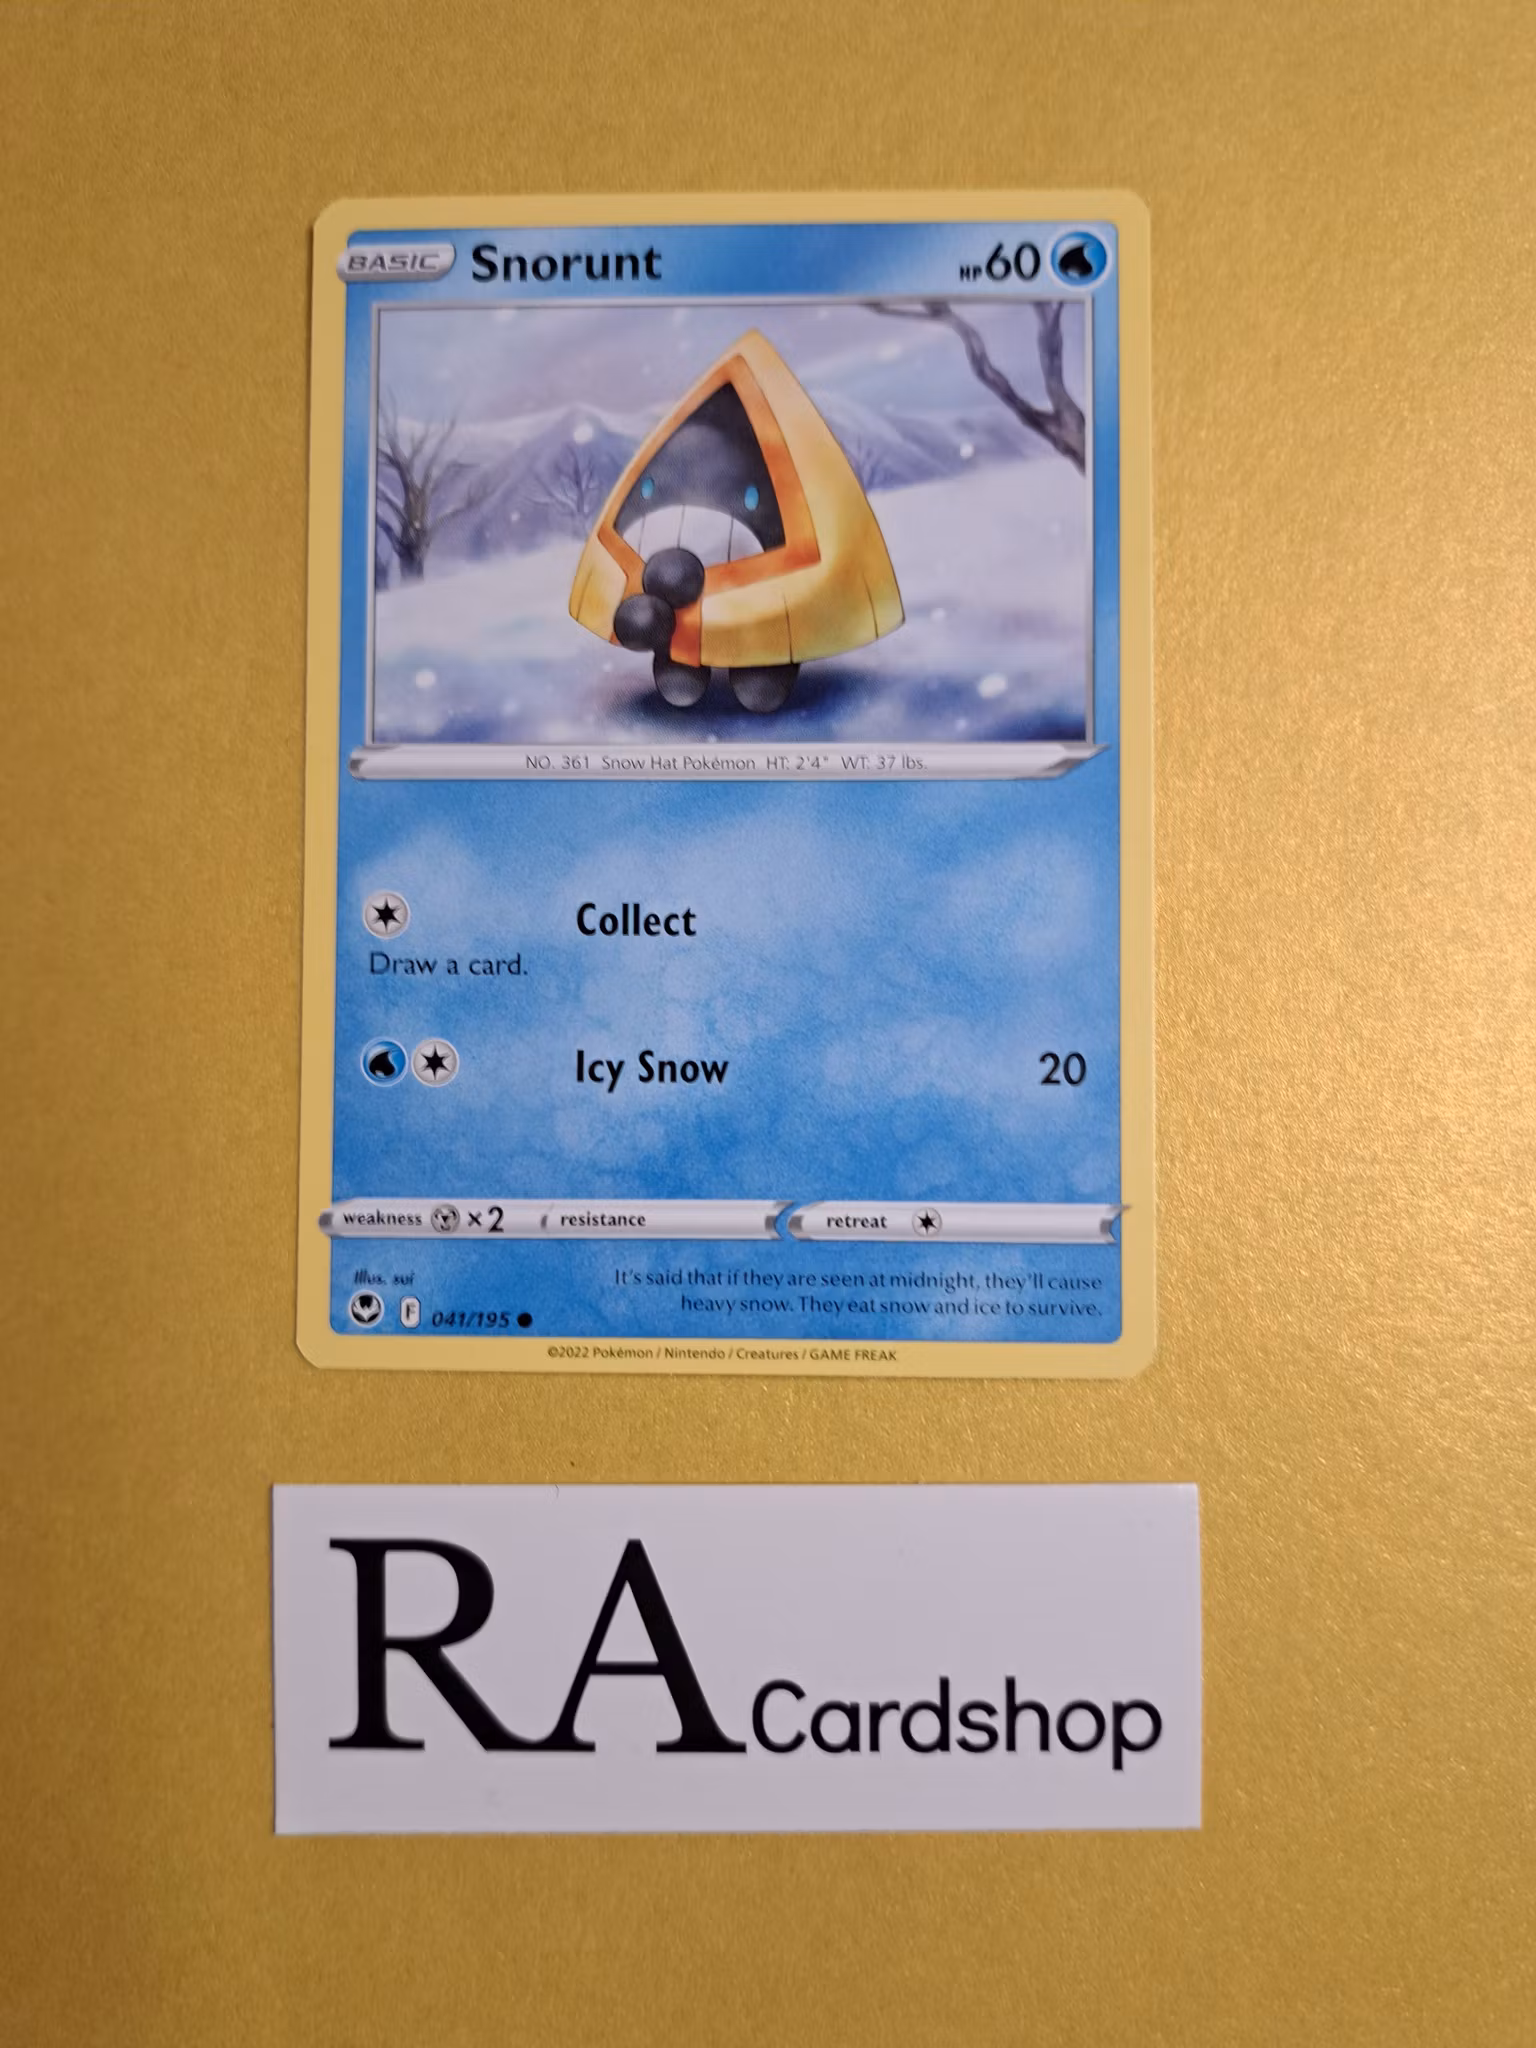 BASIC Snorunt HP60
NO. 361 Snow Hat Pokémon HT: 2'4" WT: 37 lbs.
Collect
Draw a card.
Icy Snow 20
weakness ×2 resistance retreat
Illus. sui
It's said that if they are seen at midnight, they'll cause
heavy snow. They eat snow and ice to survive.
F 041/195
©2022 Pokémon / Nintendo / Creatures / GAME FREAK
RA Cardshop